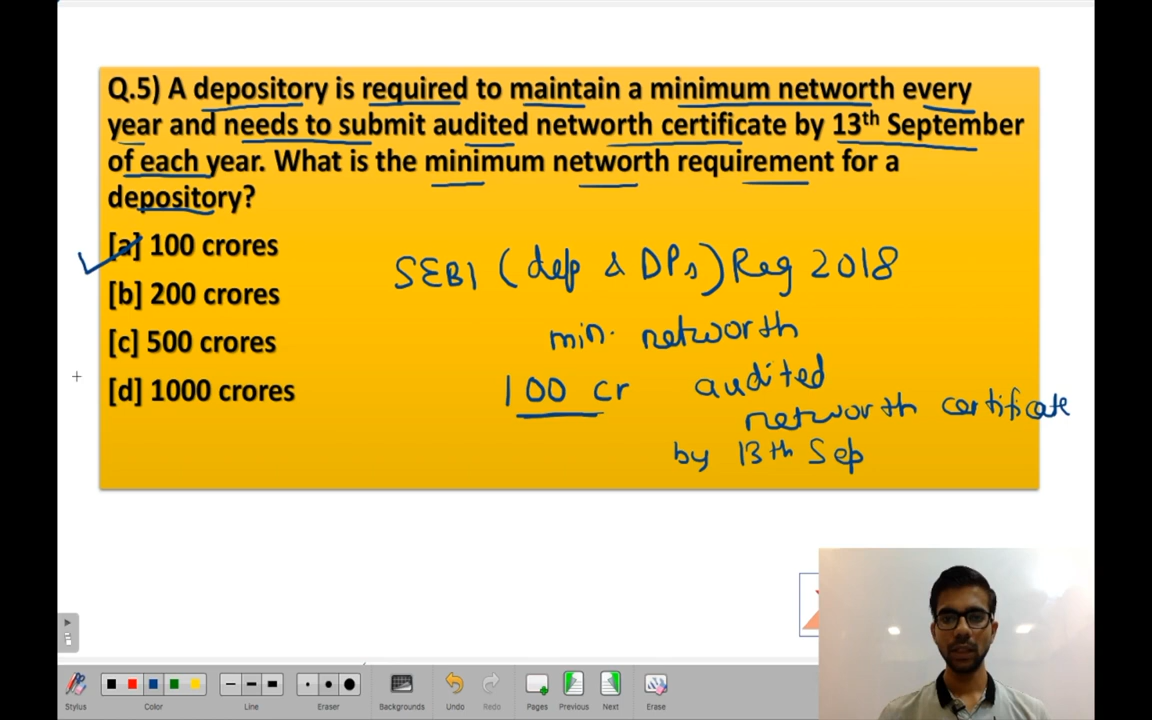 Q.5) A depository is required to maintain a minimum networth every
year and needs to submit audited networth certificate by 13th September
of each year. What is the minimum networth requirement for a
depository?
[a] 100 crores
[b] 200 crores
[c] 500 crores
[d] 1000 crores
SEBI (dep & DPs) Reg 2018
min. networth
100 cr audited
networth certificate
by 13th Sep
Stylus Color Line Eraser Backgrounds Undo Redo Pages Previous Next Erase